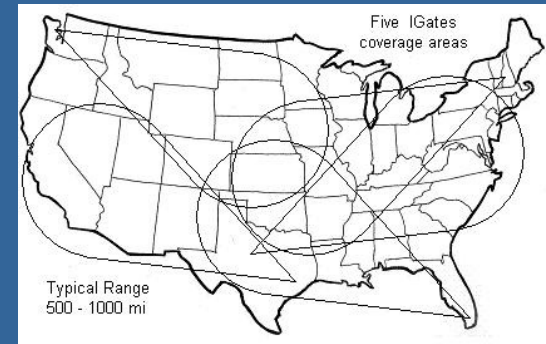 Five IGates
coverage areas
Typical Range
500 - 1000 mi